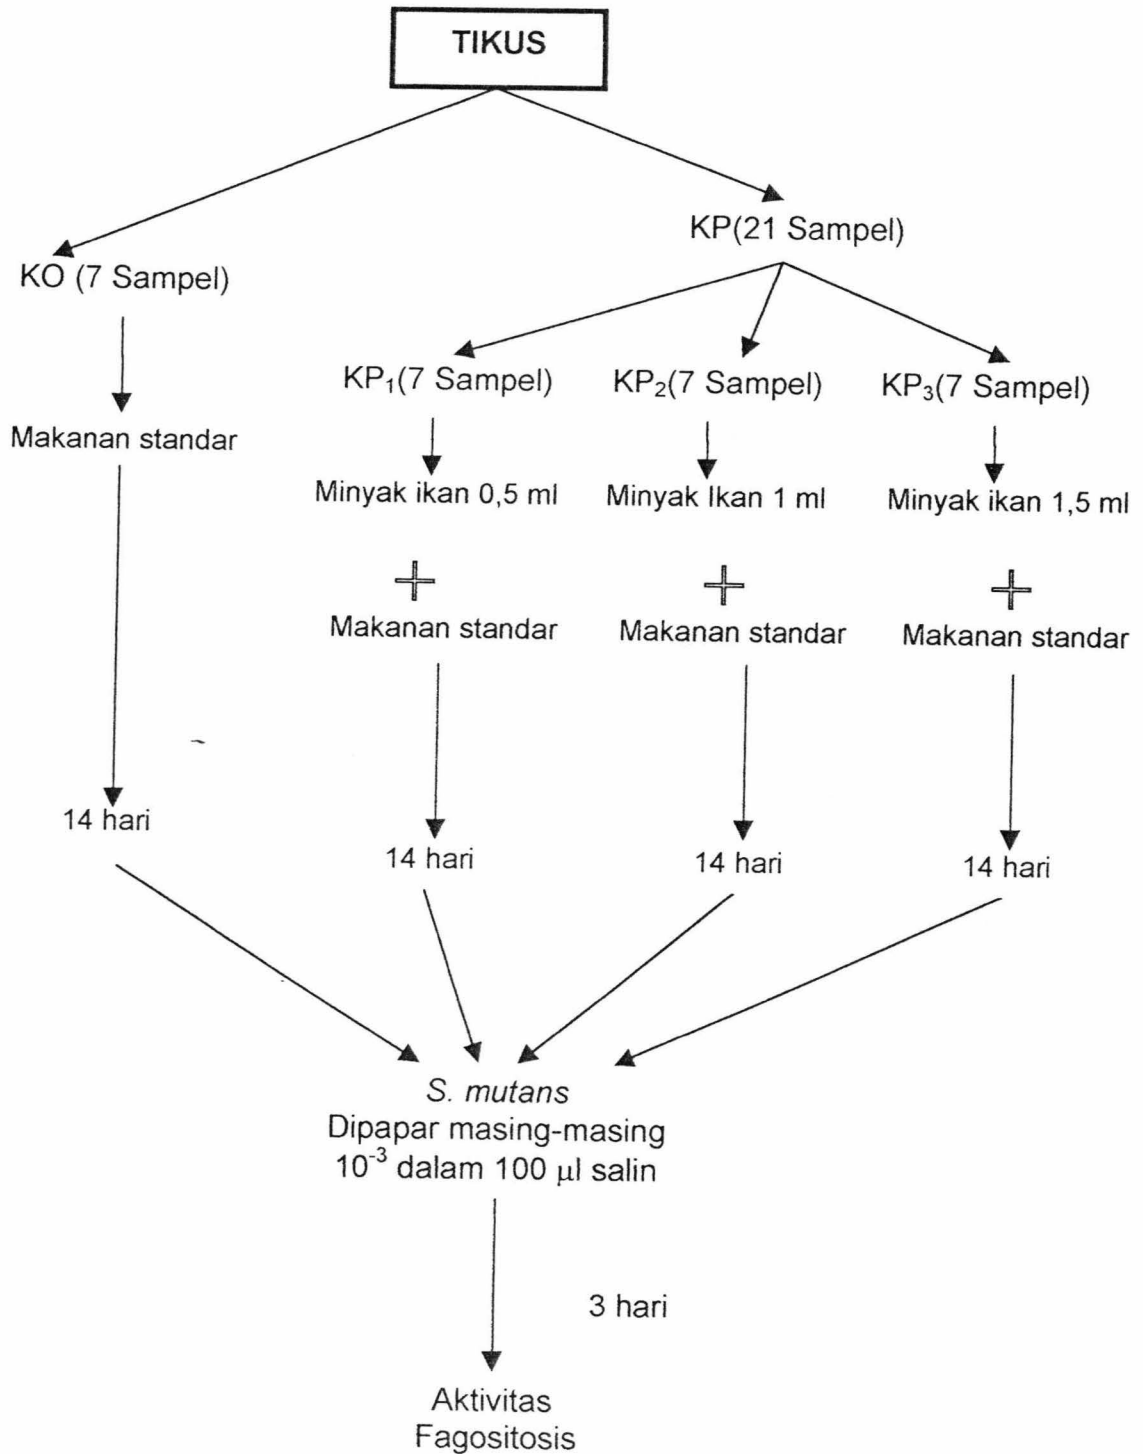 TIKUS
KP(21 Sampel)
KO (7 Sampel)
KP₁(7 Sampel)
KP₂(7 Sampel)
KP₃(7 Sampel)
Makanan standar
Minyak ikan 0,5 ml
Minyak Ikan 1 ml
Minyak ikan 1,5 ml
+
+
+
Makanan standar
Makanan standar
Makanan standar
14 hari
14 hari
14 hari
14 hari
S. mutans
Dipapar masing-masing
10⁻³ dalam 100 µl salin
3 hari
Aktivitas
Fagositosis